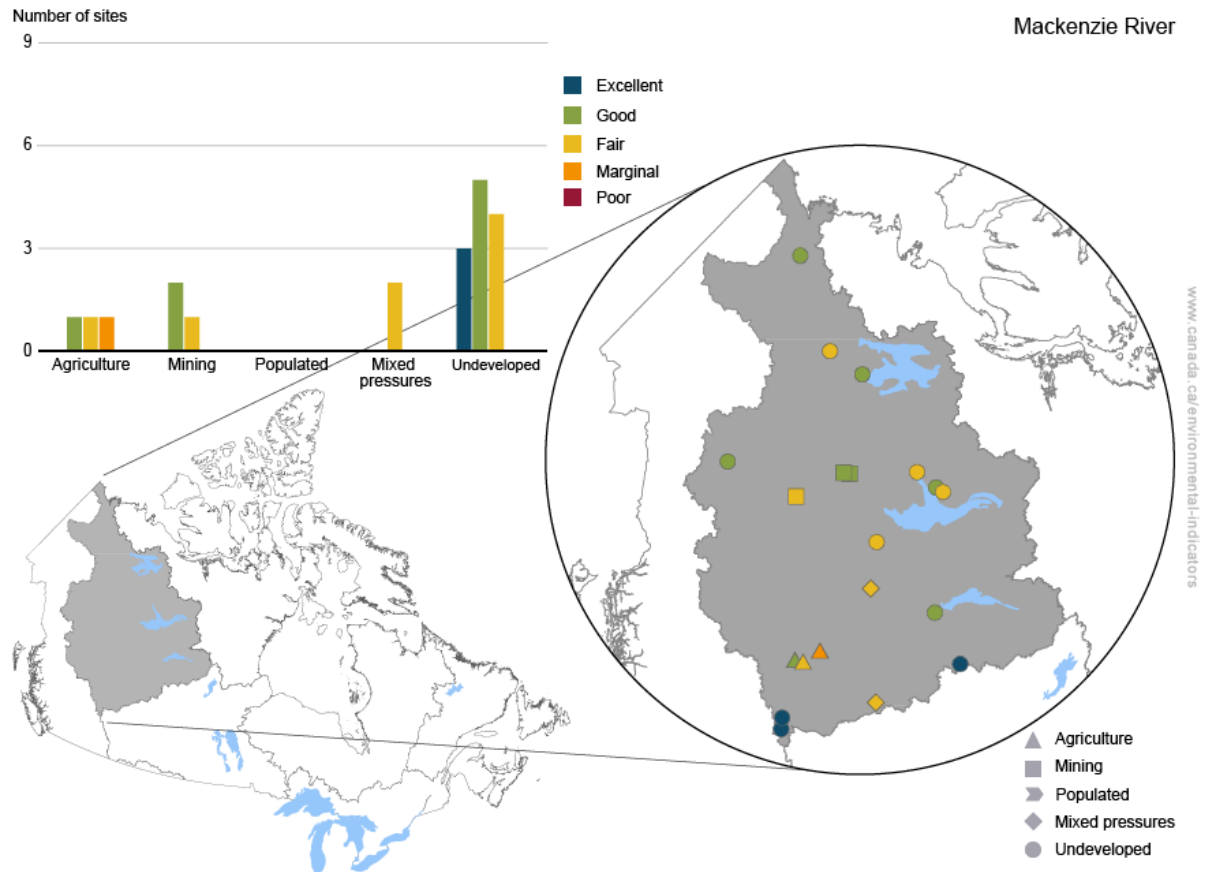 Number of sites
Mackenzie River
9
6
3
0
Excellent
Good
Fair
Marginal
Poor
Agriculture
Mining
Populated
Mixed
pressures
Undeveloped
www.canada.ca/environmental-indicators
Agriculture
Mining
Populated
Mixed pressures
Undeveloped